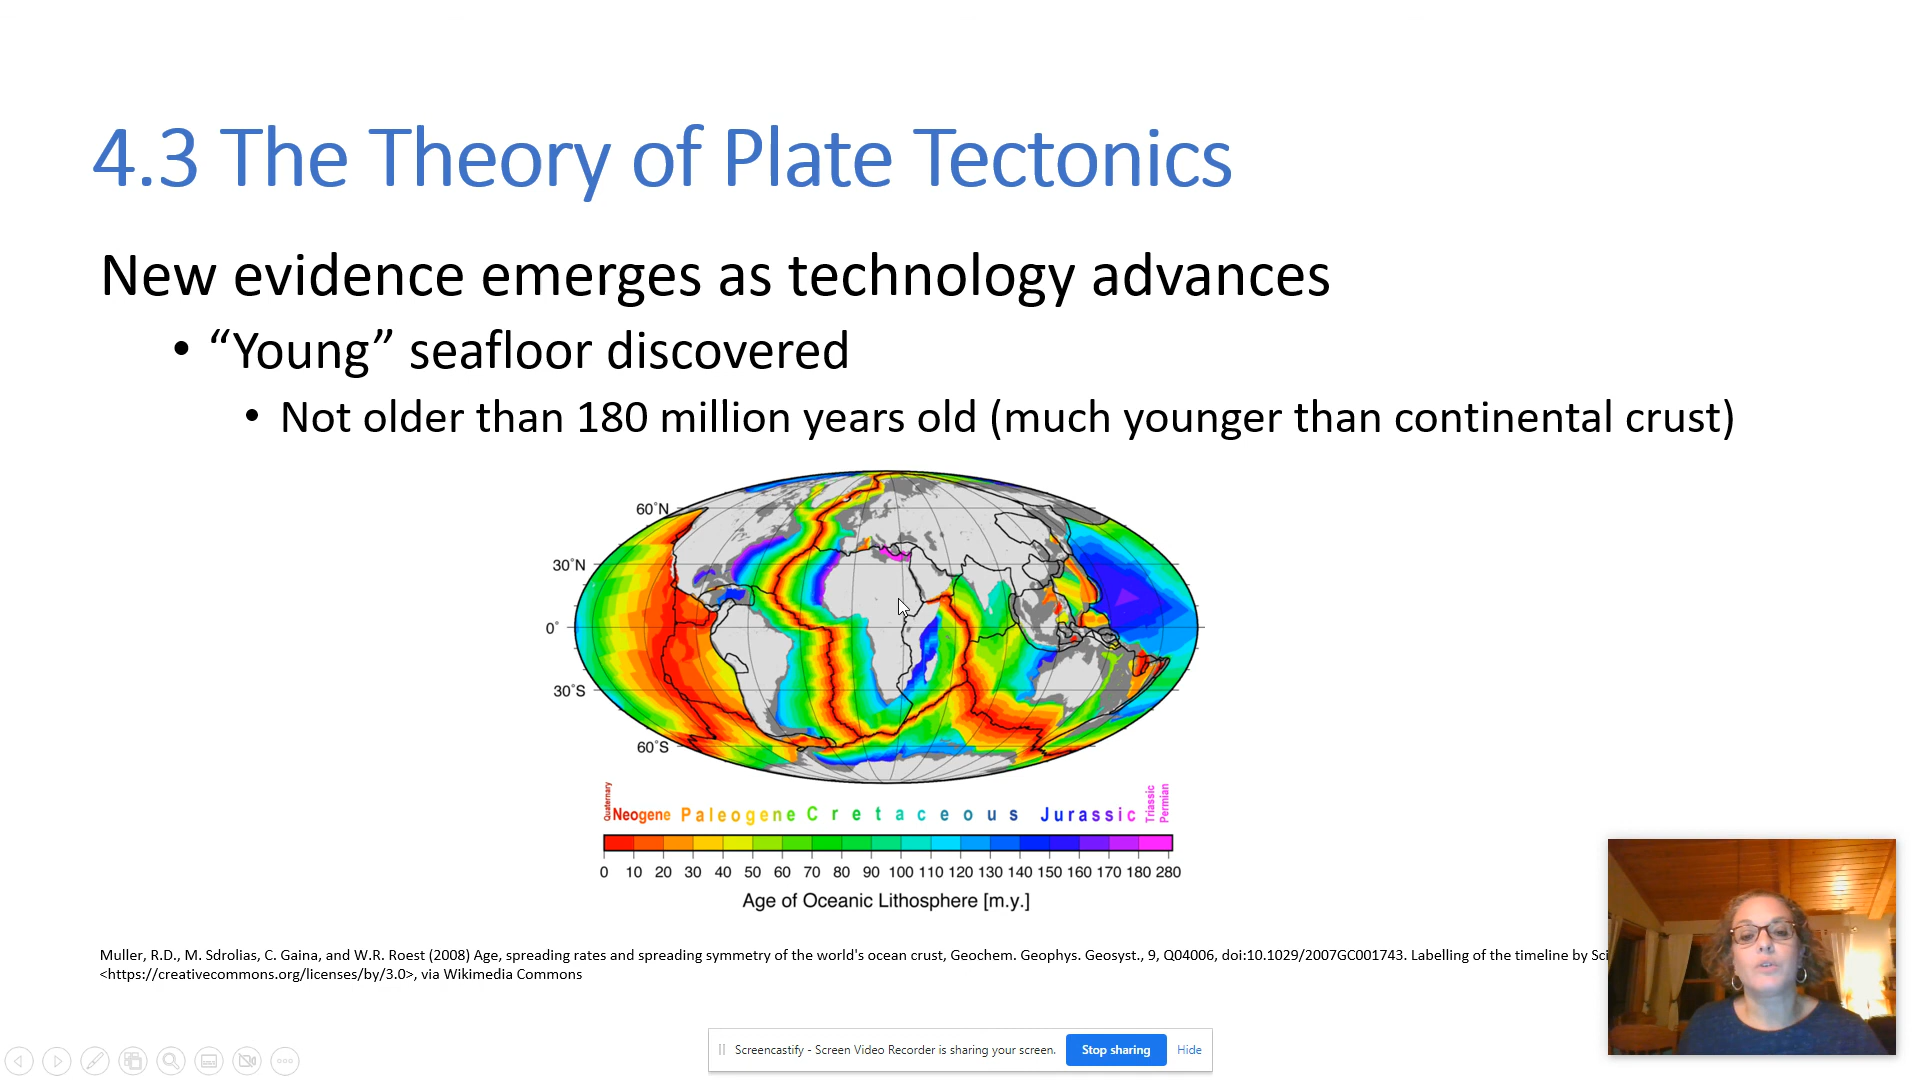 4.3 The Theory of Plate Tectonics
New evidence emerges as technology advances
• “Young” seafloor discovered
• Not older than 180 million years old (much younger than continental crust)
60°N
30°N
0°
30°S
60°S
Quaternary Neogene Paleogene Cretaceous Jurassic Triassic Permian
0 10 20 30 40 50 60 70 80 90 100 110 120 130 140 150 160 170 180 280
Age of Oceanic Lithosphere [m.y.]
Muller, R.D., M. Sdrolias, C. Gaina, and W.R. Roest (2008) Age, spreading rates and spreading symmetry of the world's ocean crust, Geochem. Geophys. Geosyst., 9, Q04006, doi:10.1029/2007GC001743. Labelling of the timeline by
<https://creativecommons.org/licenses/by/3.0>, via Wikimedia Commons
Screencastify - Screen Video Recorder is sharing your screen. Stop sharing Hide